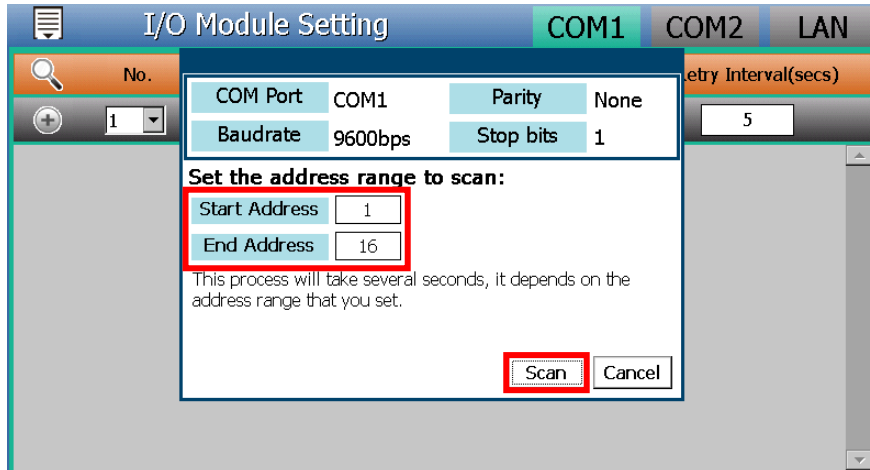 I/O Module Setting COM1 COM2 LAN
No. etry Interval(secs)
1 5
COM Port COM1 Parity None
Baudrate 9600bps Stop bits 1
Set the address range to scan:
Start Address 1
End Address 16
This process will take several seconds, it depends on the
address range that you set.
Scan Cancel